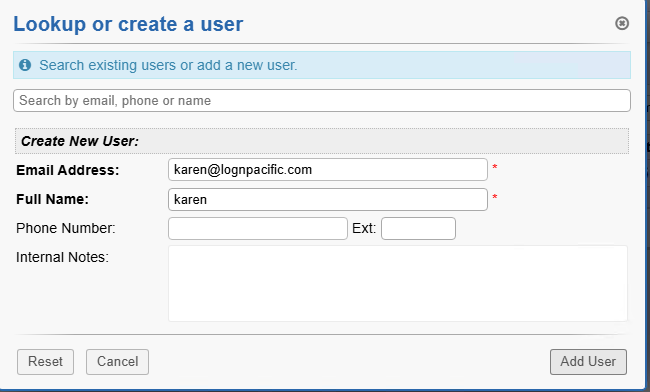 Lookup or create a user
Search existing users or add a new user.
Search by email, phone or name
Create New User:
Email Address: karen@lognpacific.com *
Full Name: karen *
Phone Number: Ext:
Internal Notes:
Reset Cancel Add User